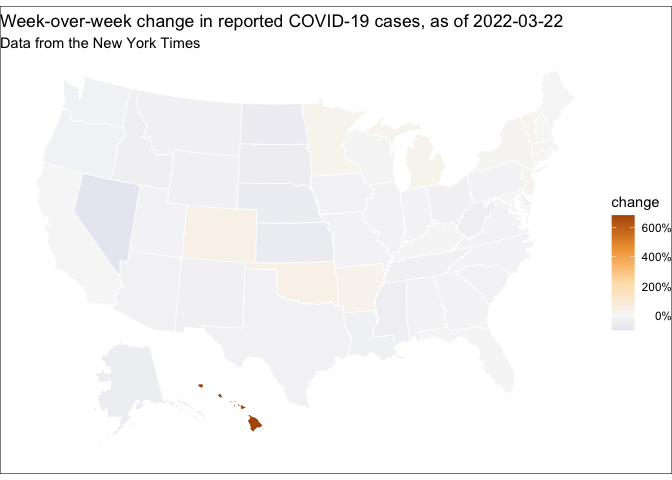 Week-over-week change in reported COVID-19 cases, as of 2022-03-22
Data from the New York Times
change
600%
400%
200%
0%